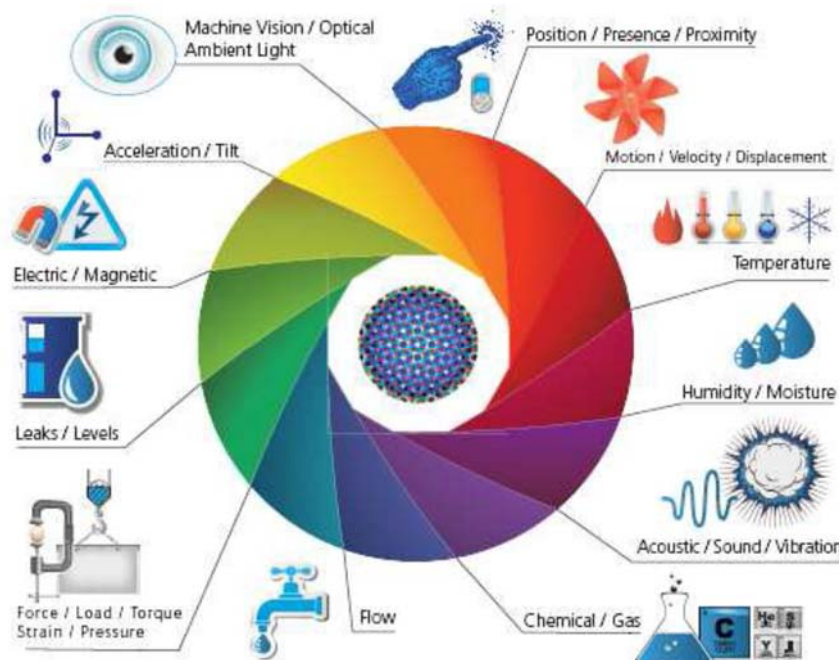 Machine Vision / Optical
Ambient Light
Position / Presence / Proximity
Acceleration / Tilt
Motion / Velocity / Displacement
Electric / Magnetic
Temperature
Leaks / Levels
Humidity / Moisture
Acoustic / Sound / Vibration
Force / Load / Torque
Strain / Pressure
Flow
Chemical / Gas
C
He
S
Y